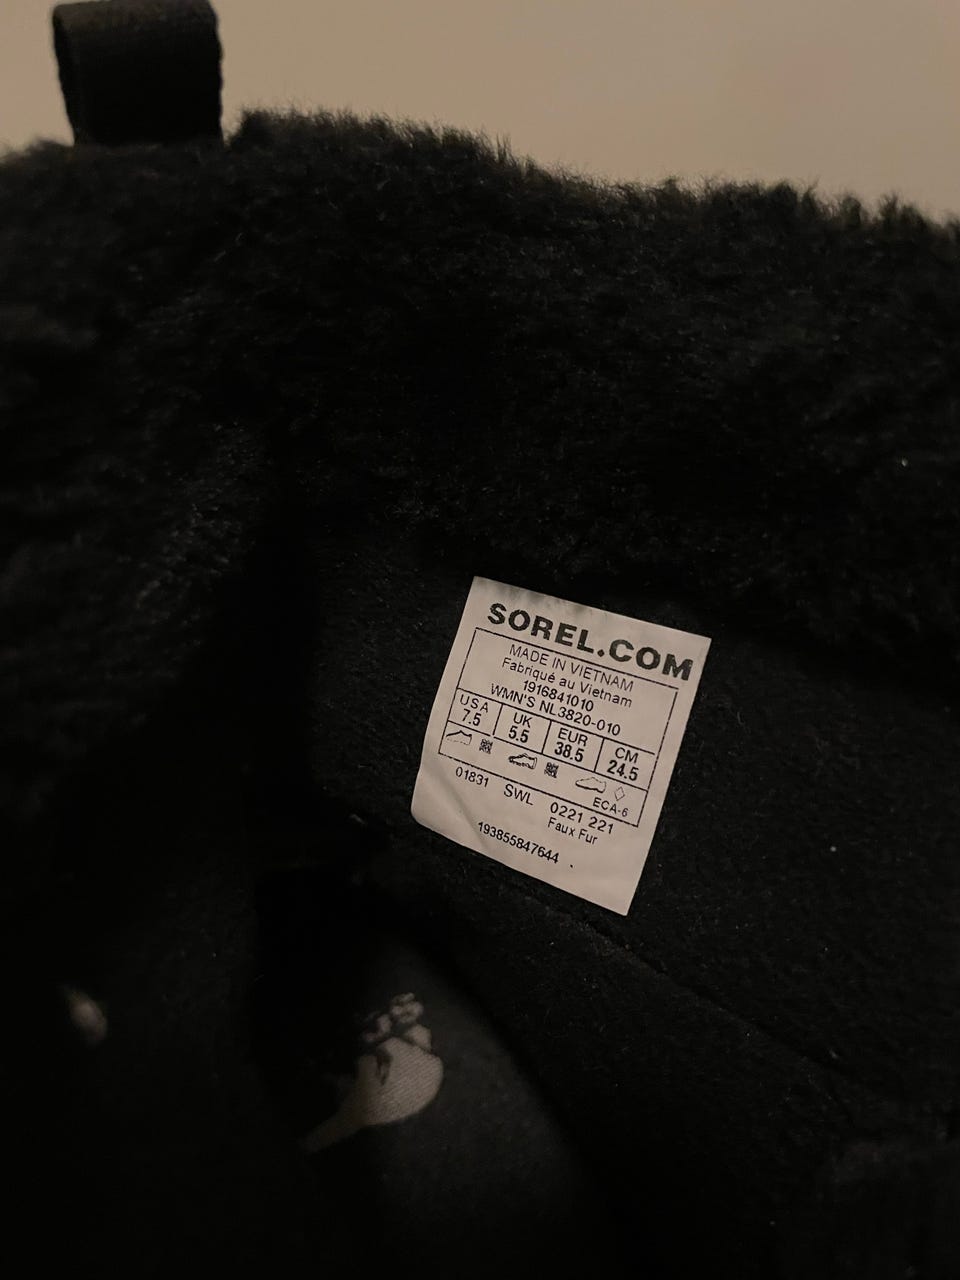 SOREL.COM
MADE IN VIETNAM
Fabriqué au Vietnam
1916841010
WMN'S NL3820-010
USA UK EUR CM
7.5 5.5 38.5 24.5
ECA-6
01831 SWL 0221 221
Faux Fur
193855847644